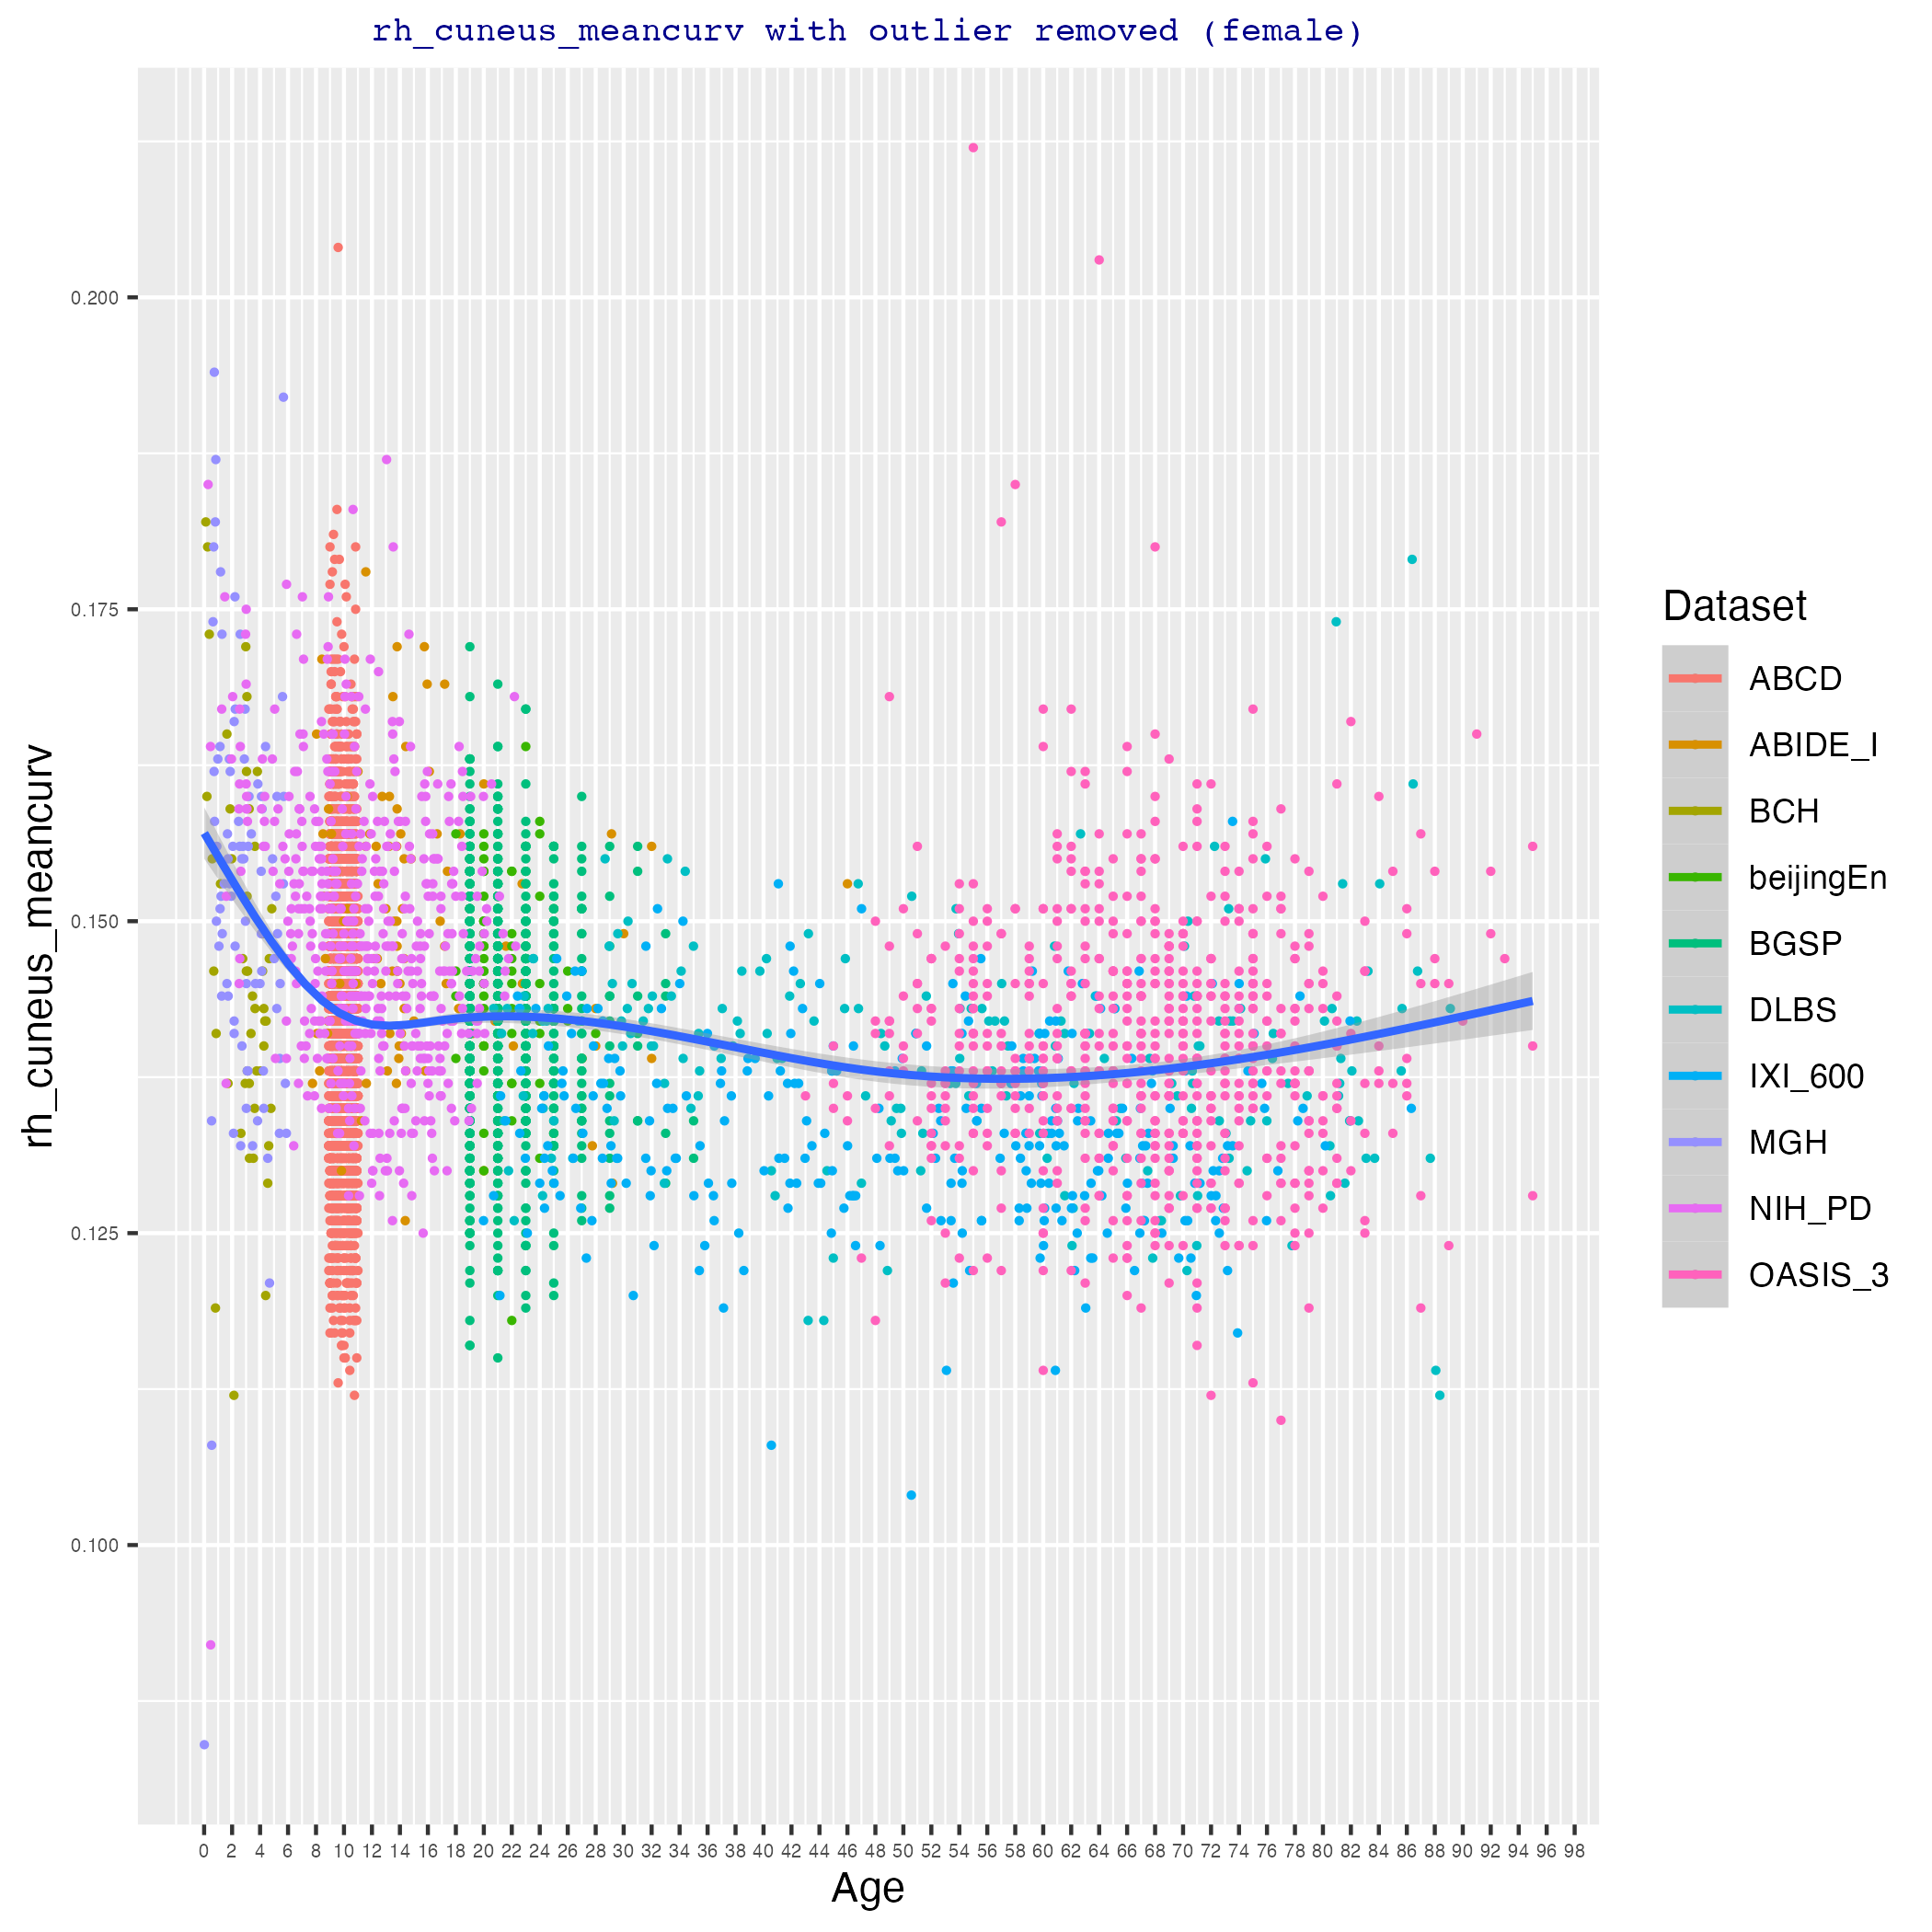 rh_cuneus_meancurv with outlier removed (female)
rh_cuneus_meancurv
0.200
0.175
0.150
0.125
0.100
0 2 4 6 8 10 12 14 16 18 20 22 24 26 28 30 32 34 36 38 40 42 44 46 48 50 52 54 56 58 60 62 64 66 68 70 72 74 76 78 80 82 84 86 88 90 92 94 96 98
Age
Dataset
ABCD
ABIDE_I
BCH
beijingEn
BGSP
DLBS
IXI_600
MGH
NIH_PD
OASIS_3